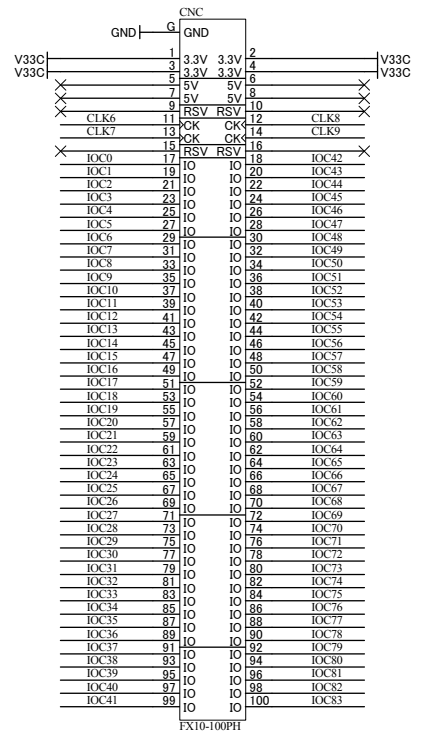 CNC
GND G GND
V33C 1 3.3V 3.3V 2 V33C
V33C 3 3.3V 3.3V 4 V33C
5 5V 5V 6
7 5V 5V 8
9 RSV RSV 10
CLK6 11 CK CK 12 CLK8
CLK7 13 CK CK 14 CLK9
15 RSV RSV 16
IOC0 17 IO IO 18 IOC42
IOC1 19 IO IO 20 IOC43
IOC2 21 IO IO 22 IOC44
IOC3 23 IO IO 24 IOC45
IOC4 25 IO IO 26 IOC46
IOC5 27 IO IO 28 IOC47
IOC6 29 IO IO 30 IOC48
IOC7 31 IO IO 32 IOC49
IOC8 33 IO IO 34 IOC50
IOC9 35 IO IO 36 IOC51
IOC10 37 IO IO 38 IOC52
IOC11 39 IO IO 40 IOC53
IOC12 41 IO IO 42 IOC54
IOC13 43 IO IO 44 IOC55
IOC14 45 IO IO 46 IOC56
IOC15 47 IO IO 48 IOC57
IOC16 49 IO IO 50 IOC58
IOC17 51 IO IO 52 IOC59
IOC18 53 IO IO 54 IOC60
IOC19 55 IO IO 56 IOC61
IOC20 57 IO IO 58 IOC62
IOC21 59 IO IO 60 IOC63
IOC22 61 IO IO 62 IOC64
IOC23 63 IO IO 64 IOC65
IOC24 65 IO IO 66 IOC66
IOC25 67 IO IO 68 IOC67
IOC26 69 IO IO 70 IOC68
IOC27 71 IO IO 72 IOC69
IOC28 73 IO IO 74 IOC70
IOC29 75 IO IO 76 IOC71
IOC30 77 IO IO 78 IOC72
IOC31 79 IO IO 80 IOC73
IOC32 81 IO IO 82 IOC74
IOC33 83 IO IO 84 IOC75
IOC34 85 IO IO 86 IOC76
IOC35 87 IO IO 88 IOC77
IOC36 89 IO IO 90 IOC78
IOC37 91 IO IO 92 IOC79
IOC38 93 IO IO 94 IOC80
IOC39 95 IO IO 96 IOC81
IOC40 97 IO IO 98 IOC82
IOC41 99 IO IO 100 IOC83
FX10-100PH